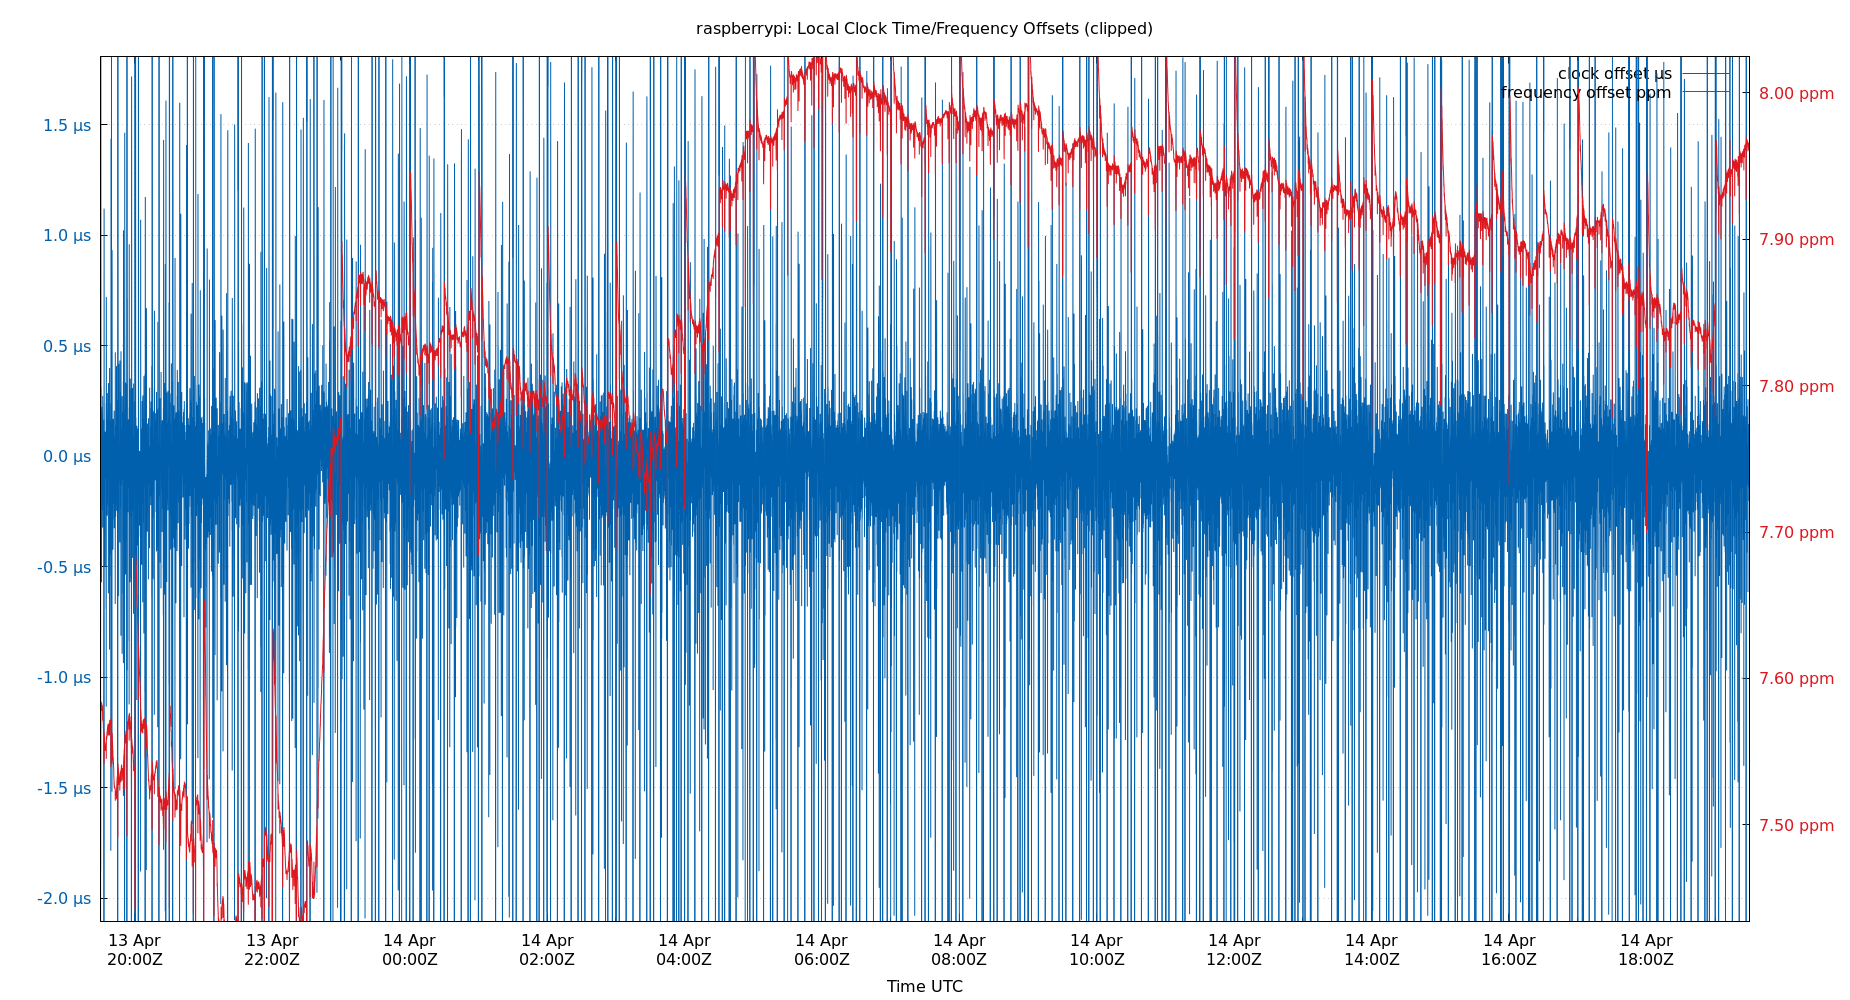 raspberrypi: Local Clock Time/Frequency Offsets (clipped)
clock offset µs
frequency offset ppm
1.5 µs
1.0 µs
0.5 µs
0.0 µs
-0.5 µs
-1.0 µs
-1.5 µs
-2.0 µs
8.00 ppm
7.90 ppm
7.80 ppm
7.70 ppm
7.60 ppm
7.50 ppm
13 Apr 13 Apr 14 Apr 14 Apr 14 Apr 14 Apr 14 Apr 14 Apr 14 Apr 14 Apr 14 Apr 14 Apr
20:00Z 22:00Z 00:00Z 02:00Z 04:00Z 06:00Z 08:00Z 10:00Z 12:00Z 14:00Z 16:00Z 18:00Z
Time UTC